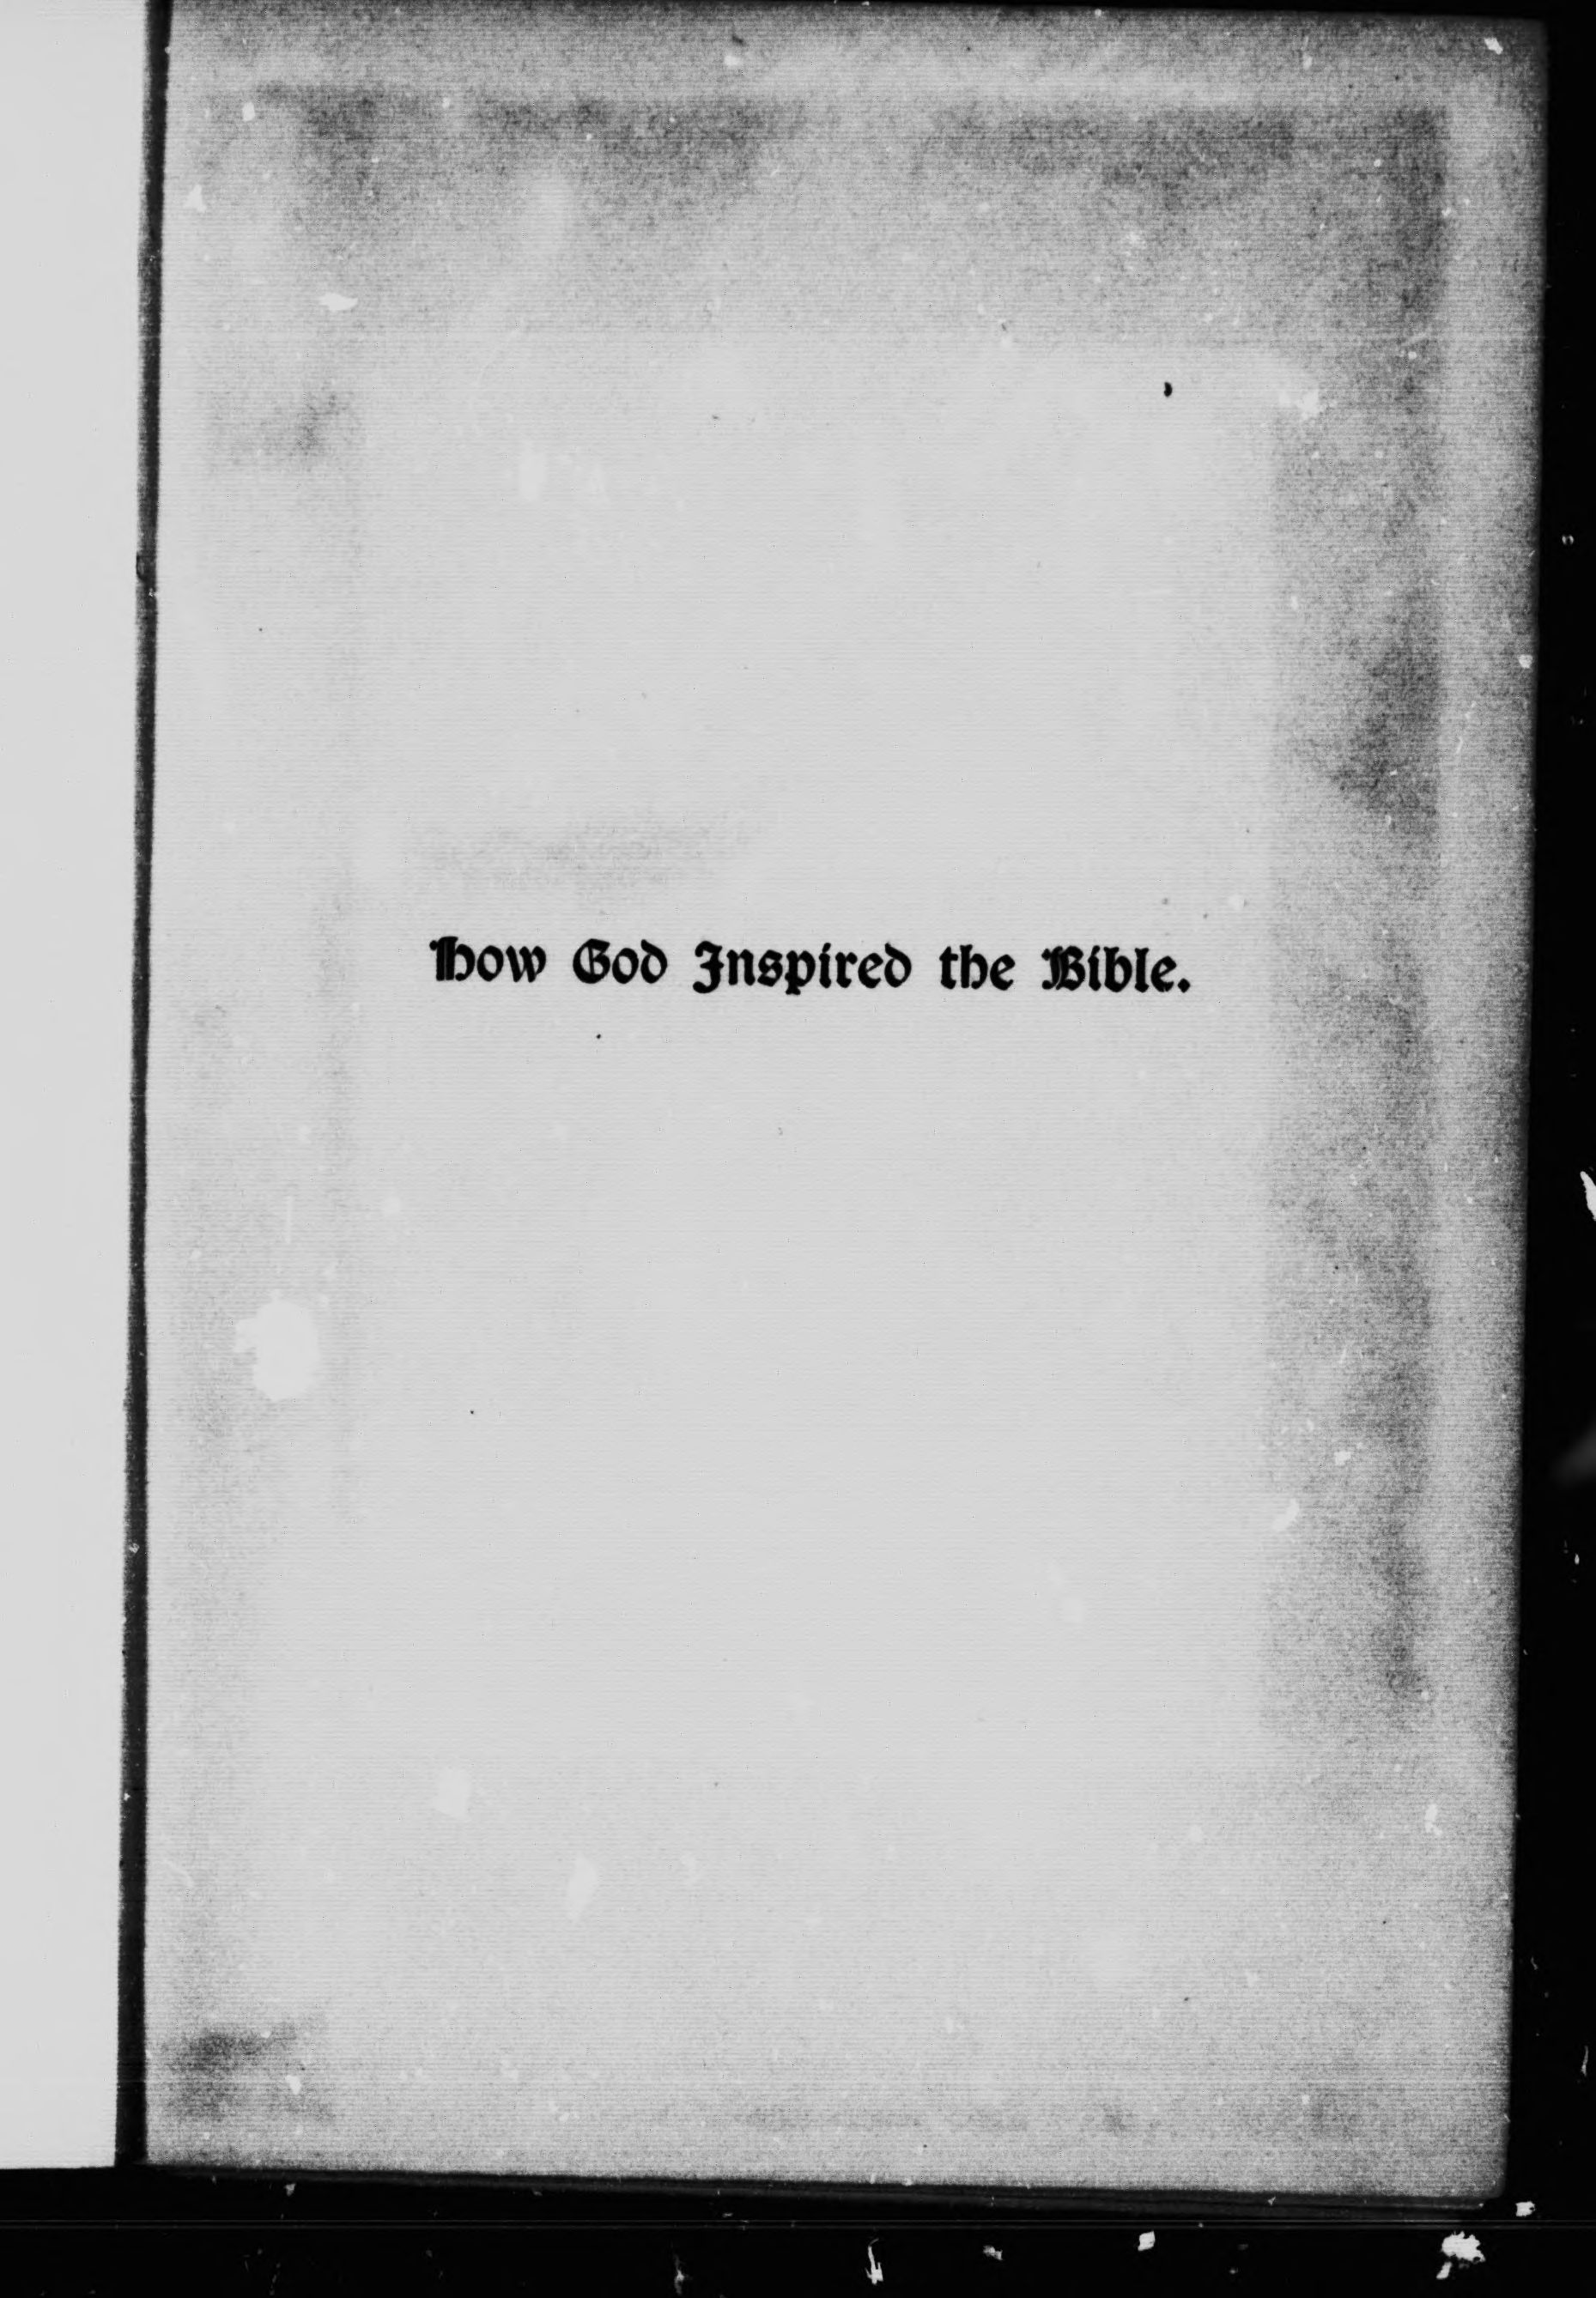 How God Inspired the Bible.